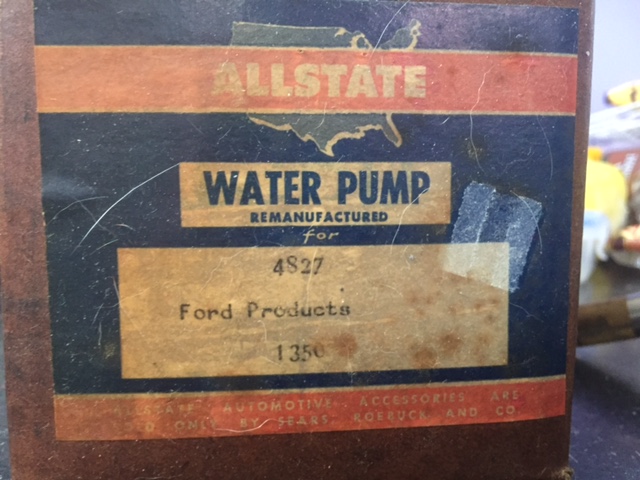 ALLSTATE
WATER PUMP
REMANUFACTURED
for
4827
Ford Products
1350
ALLSTATE AUTOMOTIVE ACCESSORIES ARE
ONLY BY SEARS, ROEBUCK AND CO.